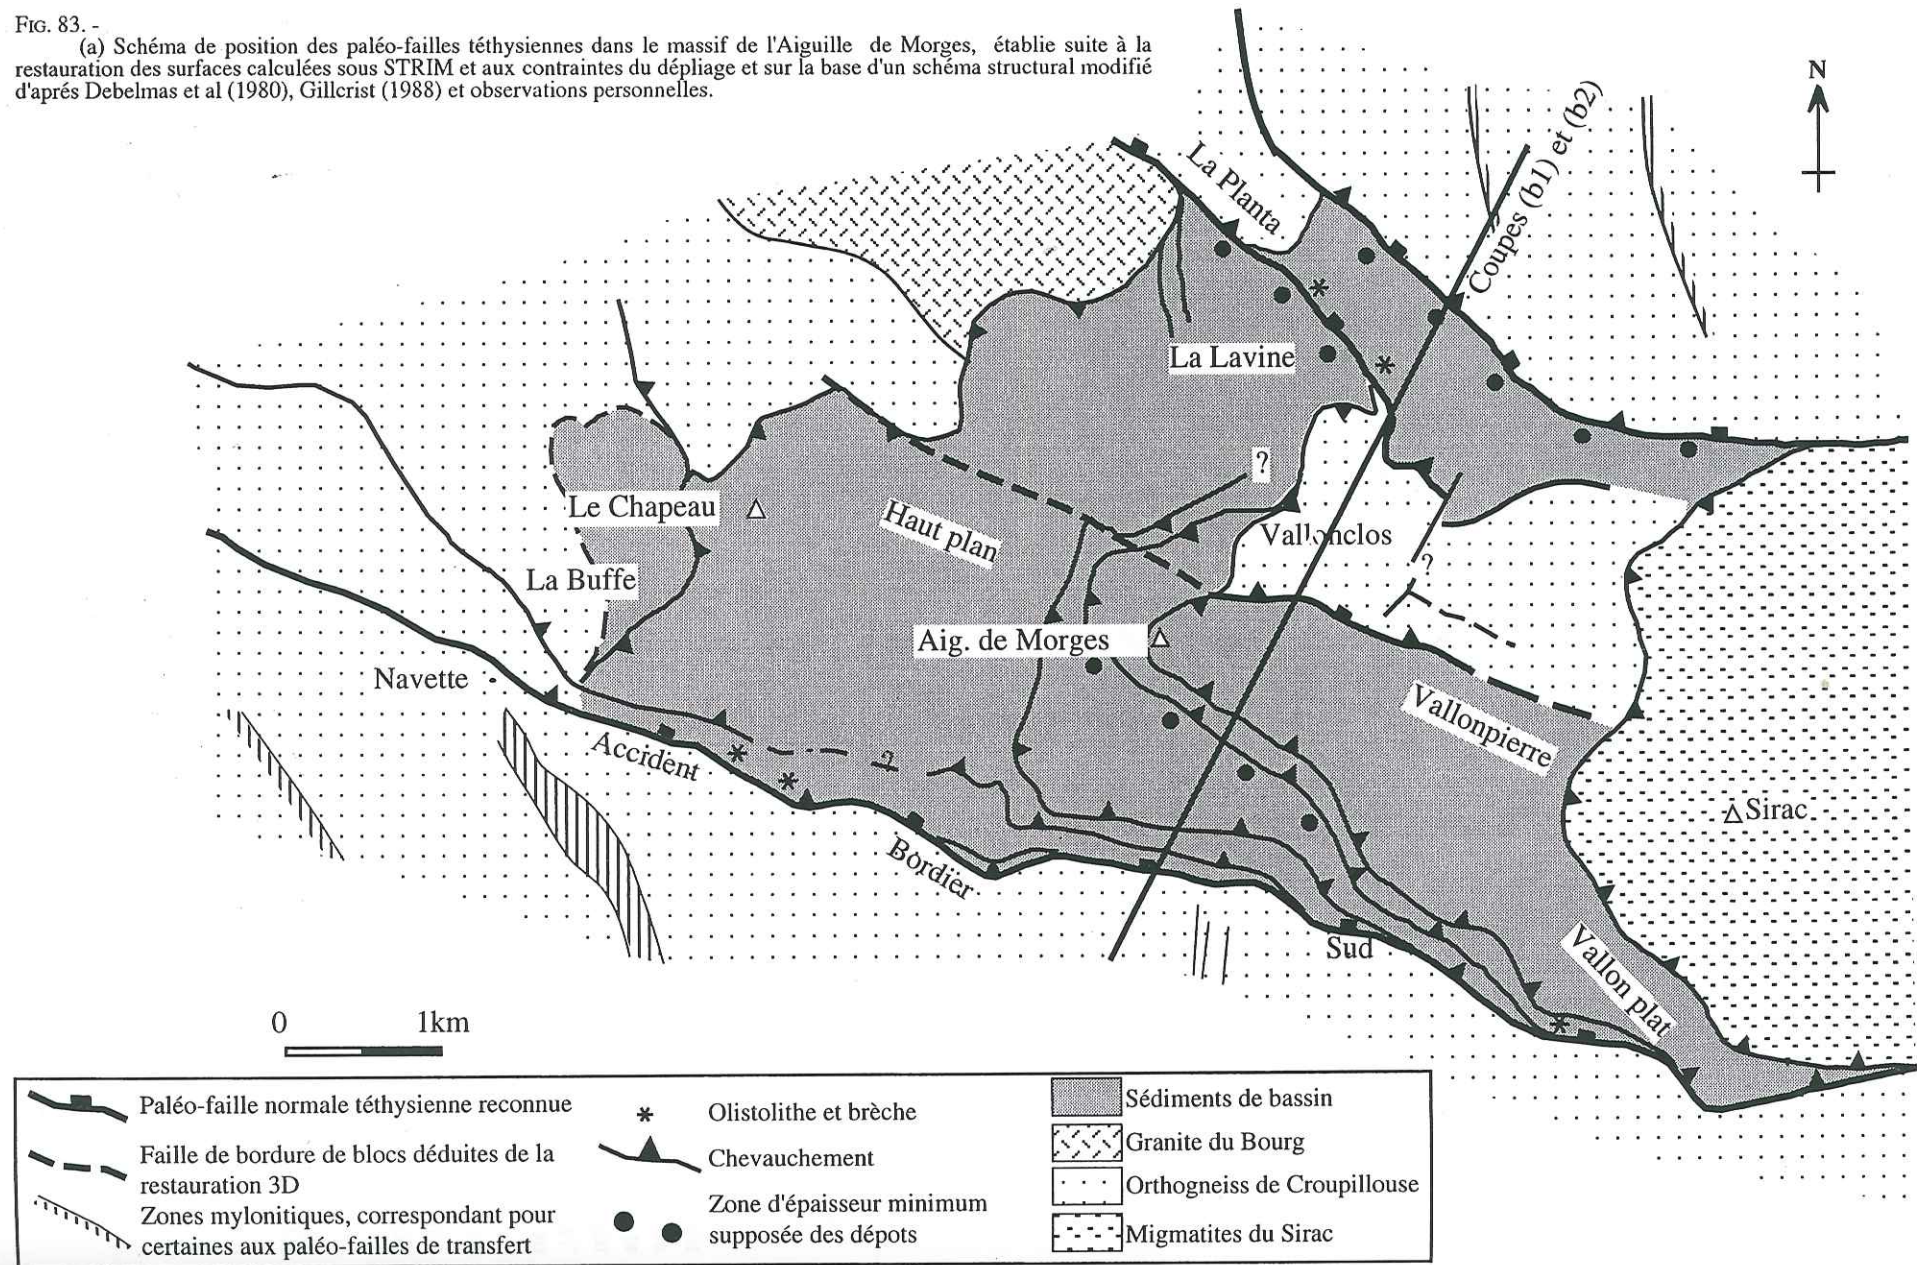 FIG. 83. -
(a) Schéma de position des paléo-failles téthysiennes dans le massif de l'Aiguille de Morges, établie suite à la
restauration des surfaces calculées sous STRIM et aux contraintes du dépliage et sur la base d'un schéma structural modifié
d'aprés Debelmas et al (1980), Gillcrist (1988) et observations personnelles.
N
La Planta
Coupes (b1) et (b2)
La Lavine
?
Le Chapeau
Haut plan
Vallonclos
?
La Buffe
Aig. de Morges
Navette
Vallonpierre
Accident
?
Sirac
Bordier
Sud
Vallon plat
0 1km
Paléo-faille normale téthysienne reconnue
Faille de bordure de blocs déduites de la
restauration 3D
Zones mylonitiques, correspondant pour
certaines aux paléo-failles de transfert
Olistolithe et brèche
Chevauchement
Zone d'épaisseur minimum
supposée des dépots
Sédiments de bassin
Granite du Bourg
Orthogneiss de Croupillouse
Migmatites du Sirac